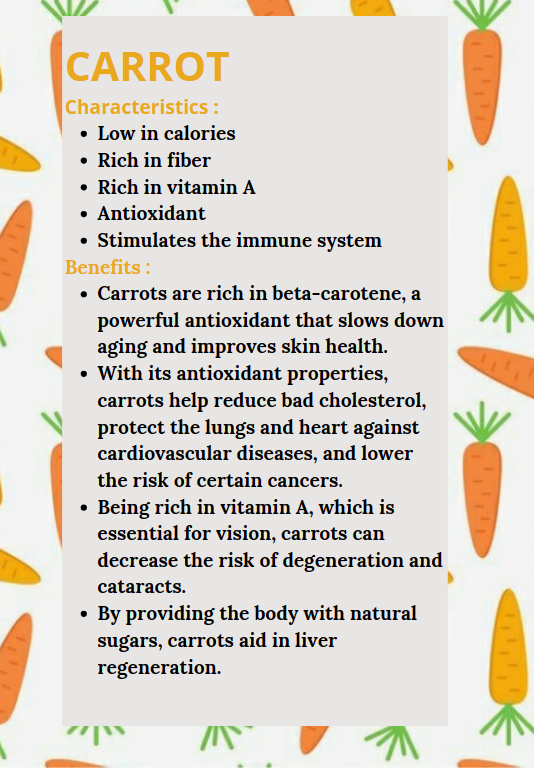 CARROT
Characteristics :
• Low in calories
• Rich in fiber
• Rich in vitamin A
• Antioxidant
• Stimulates the immune system
Benefits :
• Carrots are rich in beta-carotene, a
powerful antioxidant that slows down
aging and improves skin health.
• With its antioxidant properties,
carrots help reduce bad cholesterol,
protect the lungs and heart against
cardiovascular diseases, and lower
the risk of certain cancers.
• Being rich in vitamin A, which is
essential for vision, carrots can
decrease the risk of degeneration and
cataracts.
• By providing the body with natural
sugars, carrots aid in liver
regeneration.